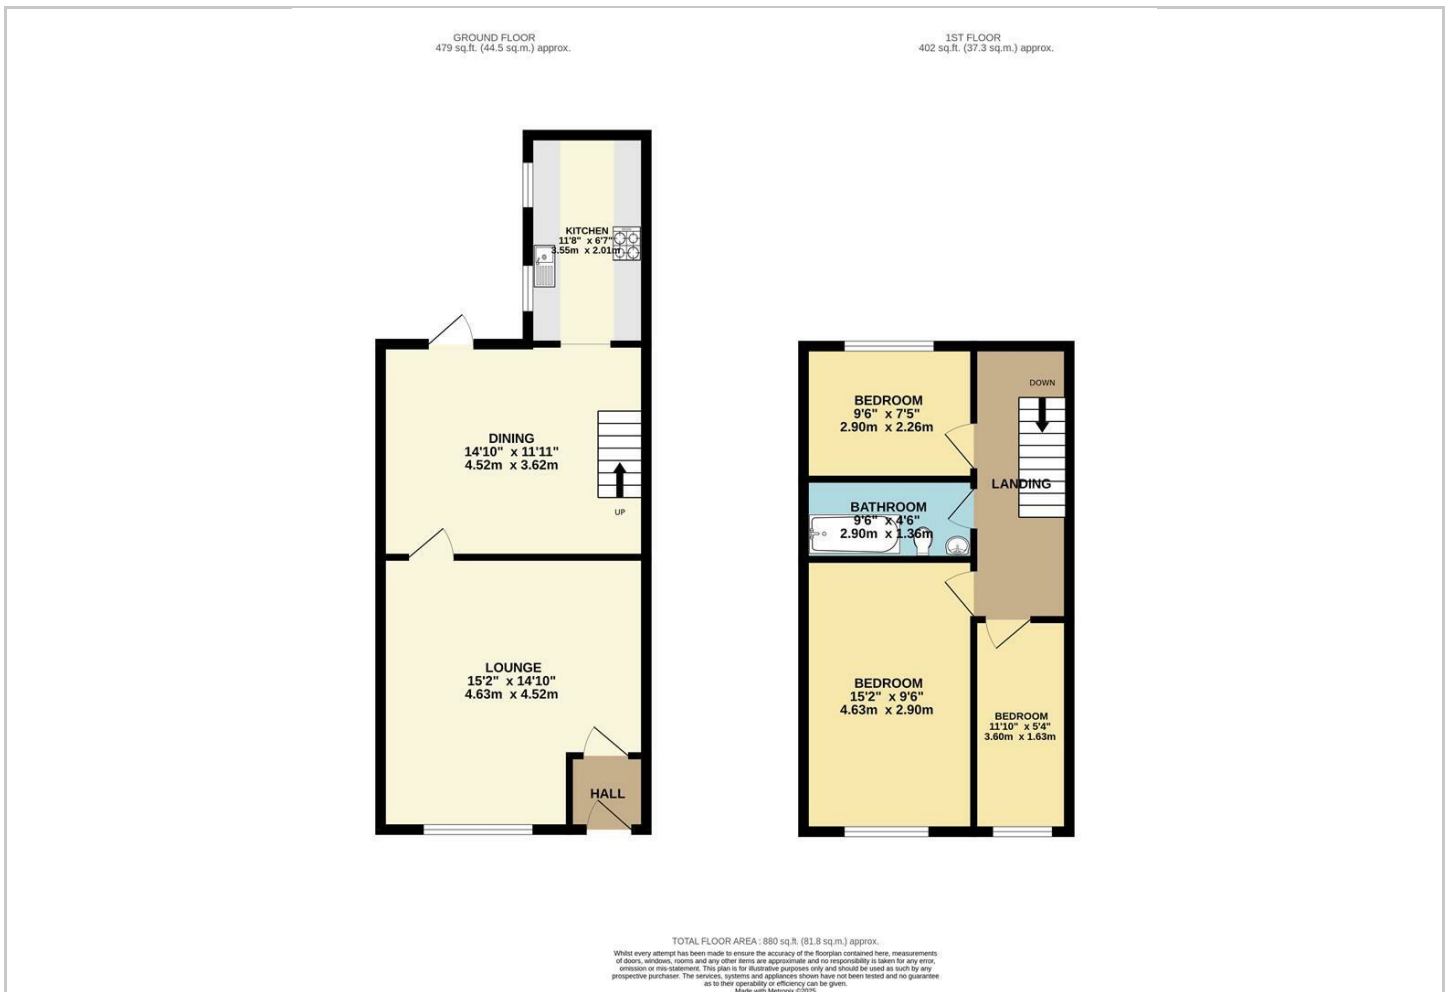 GROUND FLOOR
479 sq.ft. (44.5 sq.m.) approx.
1ST FLOOR
402 sq.ft. (37.3 sq.m.) approx.
KITCHEN
11'8" x 6'7"
3.55m x 2.01m
DINING
14'10" x 11'11"
4.52m x 3.62m
UP
LOUNGE
15'2" x 14'10"
4.63m x 4.52m
HALL
BEDROOM
9'6" x 7'5"
2.90m x 2.26m
DOWN
LANDING
BATHROOM
9'6" x 4'6"
2.90m x 1.36m
BEDROOM
15'2" x 9'6"
4.63m x 2.90m
BEDROOM
11'10" x 5'4"
3.60m x 1.63m
TOTAL FLOOR AREA : 880 sq.ft. (81.8 sq.m.) approx.
Whilst every attempt has been made to ensure the accuracy of the floorplan contained here, measurements
of doors, windows, rooms and any other items are approximate and no responsibility is taken for any error,
omission or mis-statement. This plan is for illustrative purposes only and should be used as such by any
prospective purchaser. The services, systems and appliances shown have not been tested and no guarantee
as to their operability or efficiency can be given.
Made with Metropix ©2025